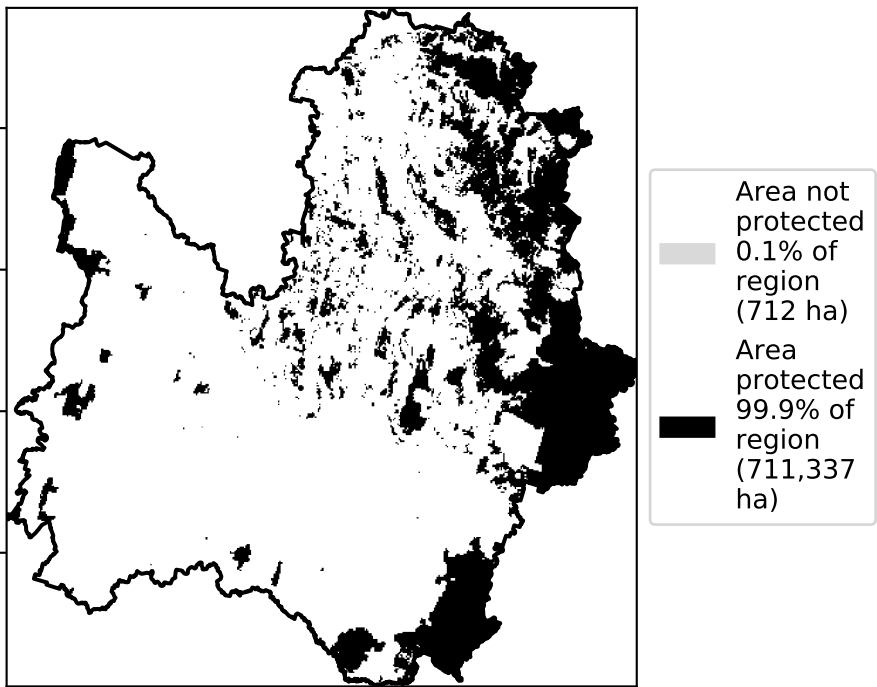 Area not
protected
0.1% of
region
(712 ha)
Area
protected
99.9% of
region
(711,337
ha)